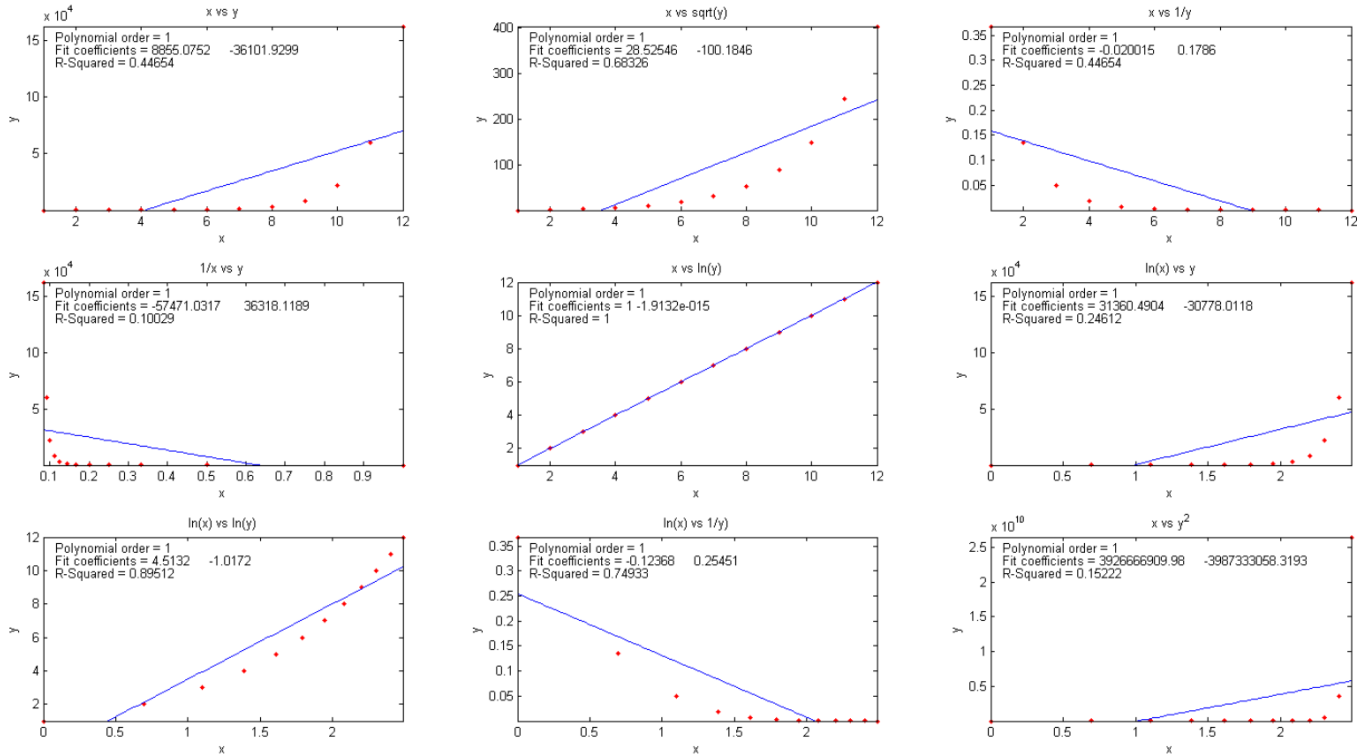 x vs y
x 10⁴
Polynomial order = 1
Fit coefficients = 8855.0752 -36101.9299
R-Squared = 0.44654
15
10
5
y
2 4 6 8 10 12
x
x vs sqrt(y)
Polynomial order = 1
Fit coefficients = 28.52546 -100.1846
R-Squared = 0.68326
400
300
200
100
y
2 4 6 8 10 12
x
x vs 1/y
Polynomial order = 1
Fit coefficients = -0.020015 0.1786
R-Squared = 0.44654
0.35
0.3
0.25
0.2
0.15
0.1
0.05
y
2 4 6 8 10 12
x
1/x vs y
x 10⁴
Polynomial order = 1
Fit coefficients = -57471.0317 36318.1189
R-Squared = 0.10029
15
10
5
y
0.1 0.2 0.3 0.4 0.5 0.6 0.7 0.8 0.9
x
x vs ln(y)
Polynomial order = 1
Fit coefficients = 1 -1.9132e-015
R-Squared = 1
12
10
8
6
4
2
y
2 4 6 8 10 12
x
ln(x) vs y
x 10⁴
Polynomial order = 1
Fit coefficients = 31360.4904 -30778.0118
R-Squared = 0.24612
15
10
5
y
0 0.5 1 1.5 2
x
ln(x) vs ln(y)
Polynomial order = 1
Fit coefficients = 4.5132 -1.0172
R-Squared = 0.89512
12
10
8
6
4
2
y
0 0.5 1 1.5 2
x
ln(x) vs 1/y)
Polynomial order = 1
Fit coefficients = -0.12368 0.25451
R-Squared = 0.74933
0.35
0.3
0.25
0.2
0.15
0.1
0.05
y
0 0.5 1 1.5 2
x
x vs y²
x 10¹⁰
Polynomial order = 1
Fit coefficients = 3926666909.98 -3987333058.3193
R-Squared = 0.15222
2.5
2
1.5
1
0.5
y
0 0.5 1 1.5 2
x